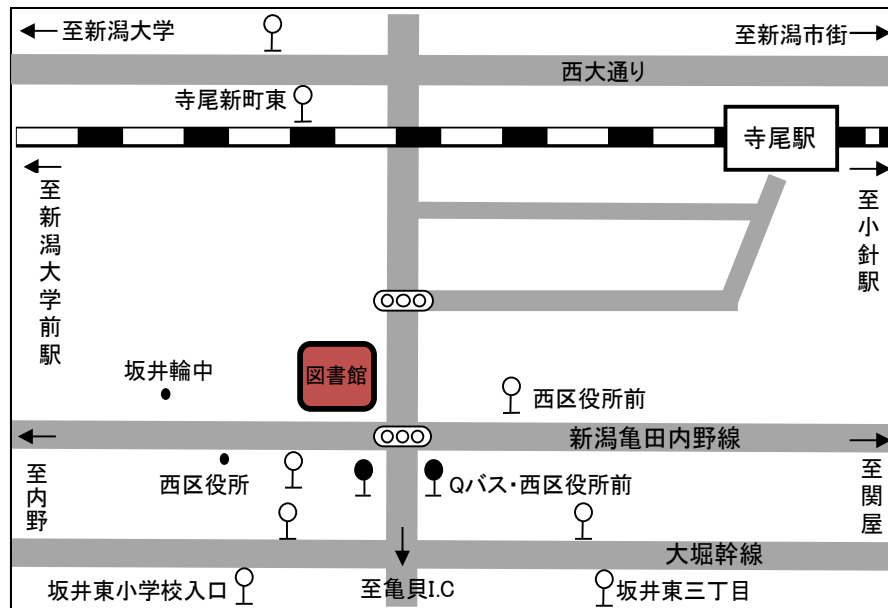 至新潟大学
至新潟市街
西大通り
寺尾新町東
寺尾駅
至新潟大学前駅
至小針駅
図書館
坂井輪中
西区役所前
新潟亀田内野線
西区役所
Qバス・西区役所前
至内野
至関屋
大堀幹線
坂井東小学校入口
至亀貝I.C
坂井東三丁目